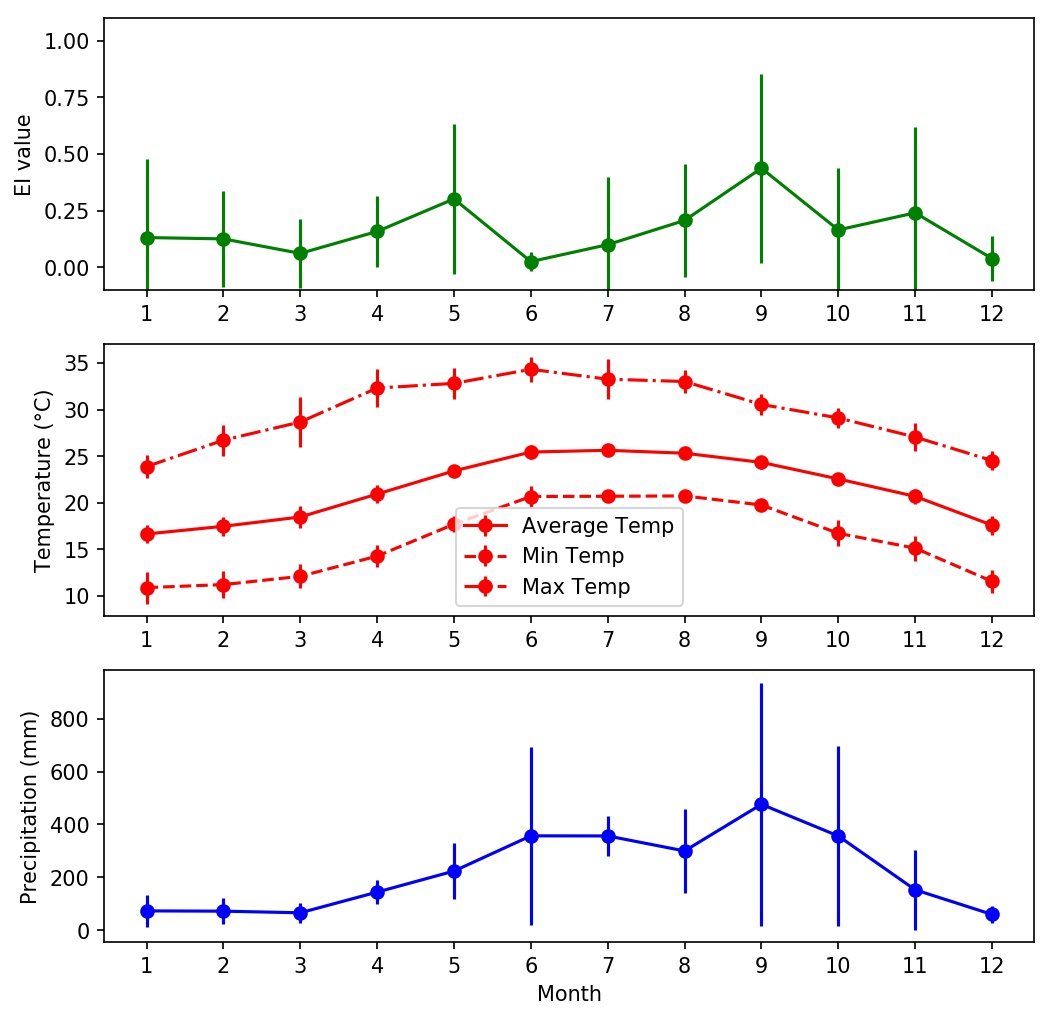 EI value
1.00
0.75
0.50
0.25
0.00
1 2 3 4 5 6 7 8 9 10 11 12
Temperature (°C)
35
30
25
20
15
10
Average Temp
Min Temp
Max Temp
1 2 3 4 5 6 7 8 9 10 11 12
Precipitation (mm)
800
600
400
200
0
1 2 3 4 5 6 7 8 9 10 11 12
Month